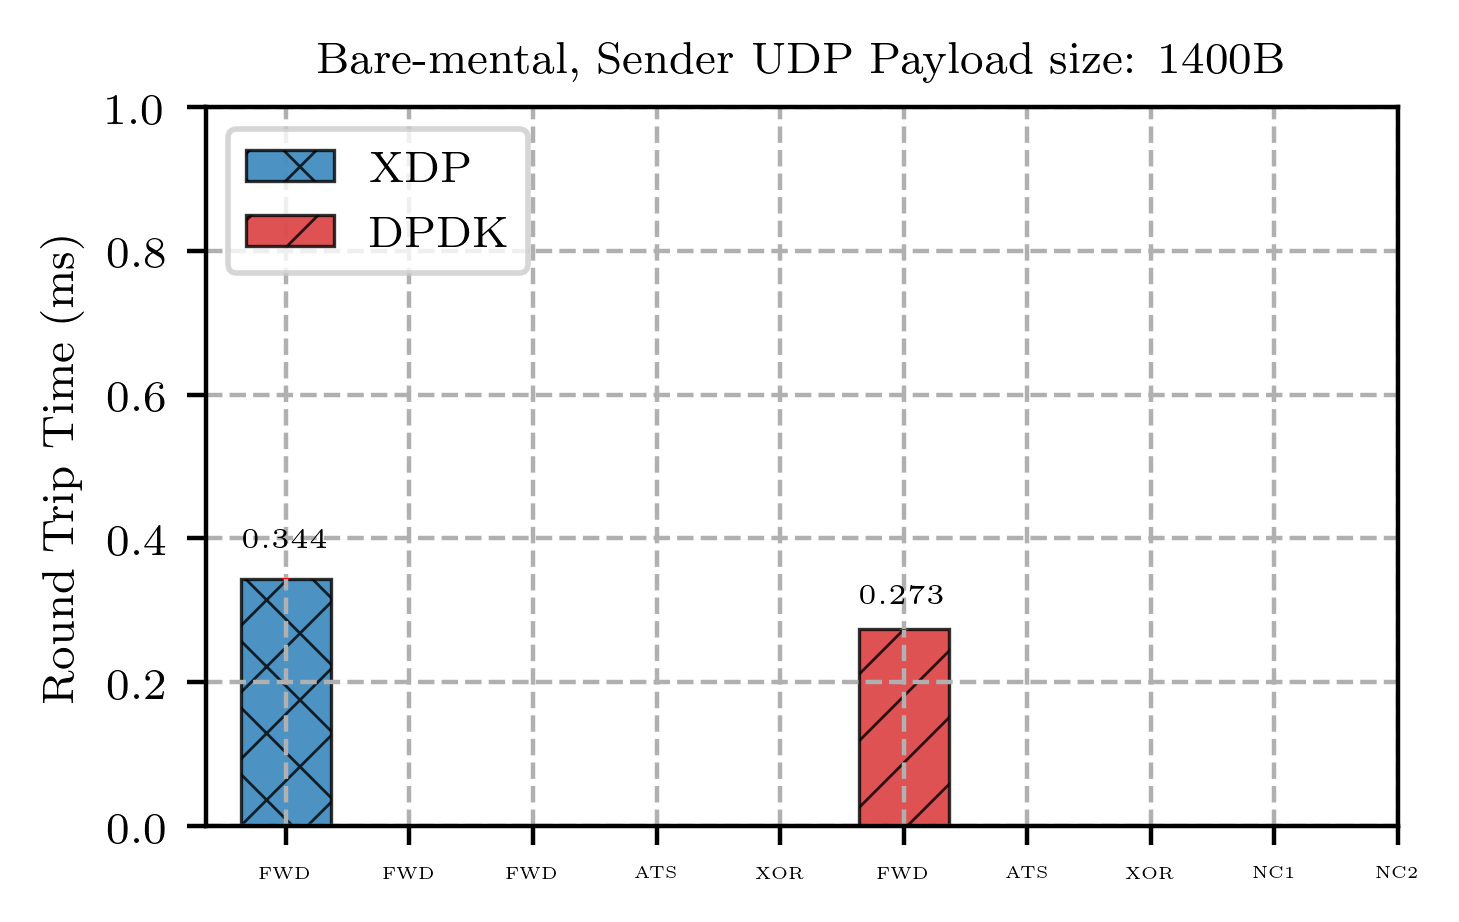 Bare-mental, Sender UDP Payload size: 1400B
Round Trip Time (ms)
1.0
0.8
0.6
0.4
0.2
0.0
XDP
DPDK
0.344
0.273
FWD FWD FWD ATS XOR FWD ATS XOR NC1 NC2